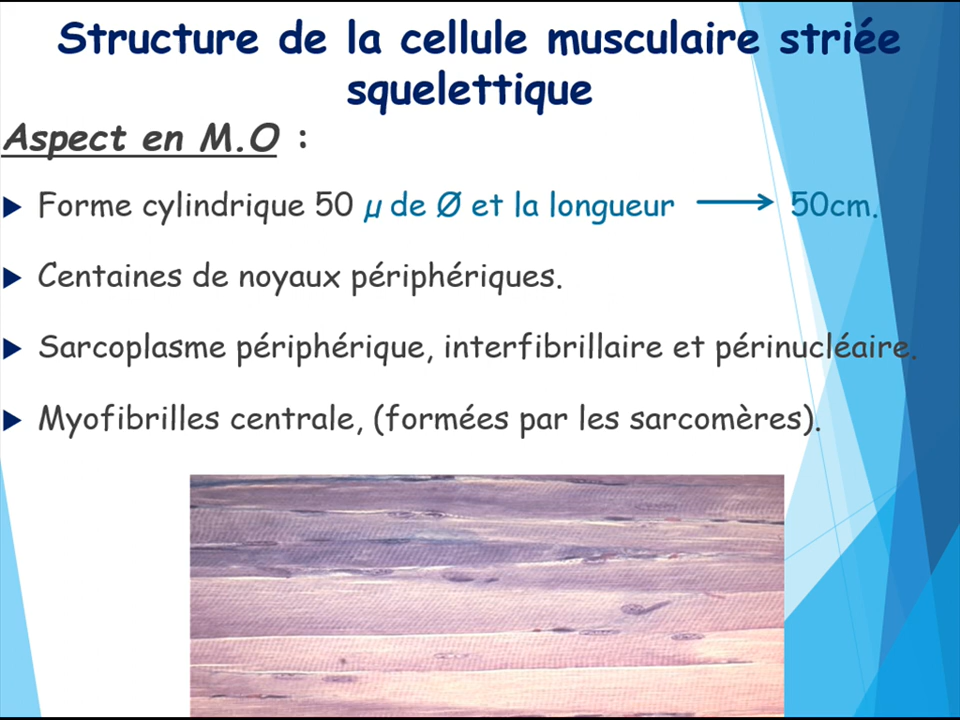 Structure de la cellule musculaire striée
squelettique
Aspect en M.O :
Forme cylindrique 50 µ de Ø et la longueur → 50cm.
Centaines de noyaux périphériques.
Sarcoplasme périphérique, interfibrillaire et périnucléaire.
Myofibrilles centrale, (formées par les sarcomères).